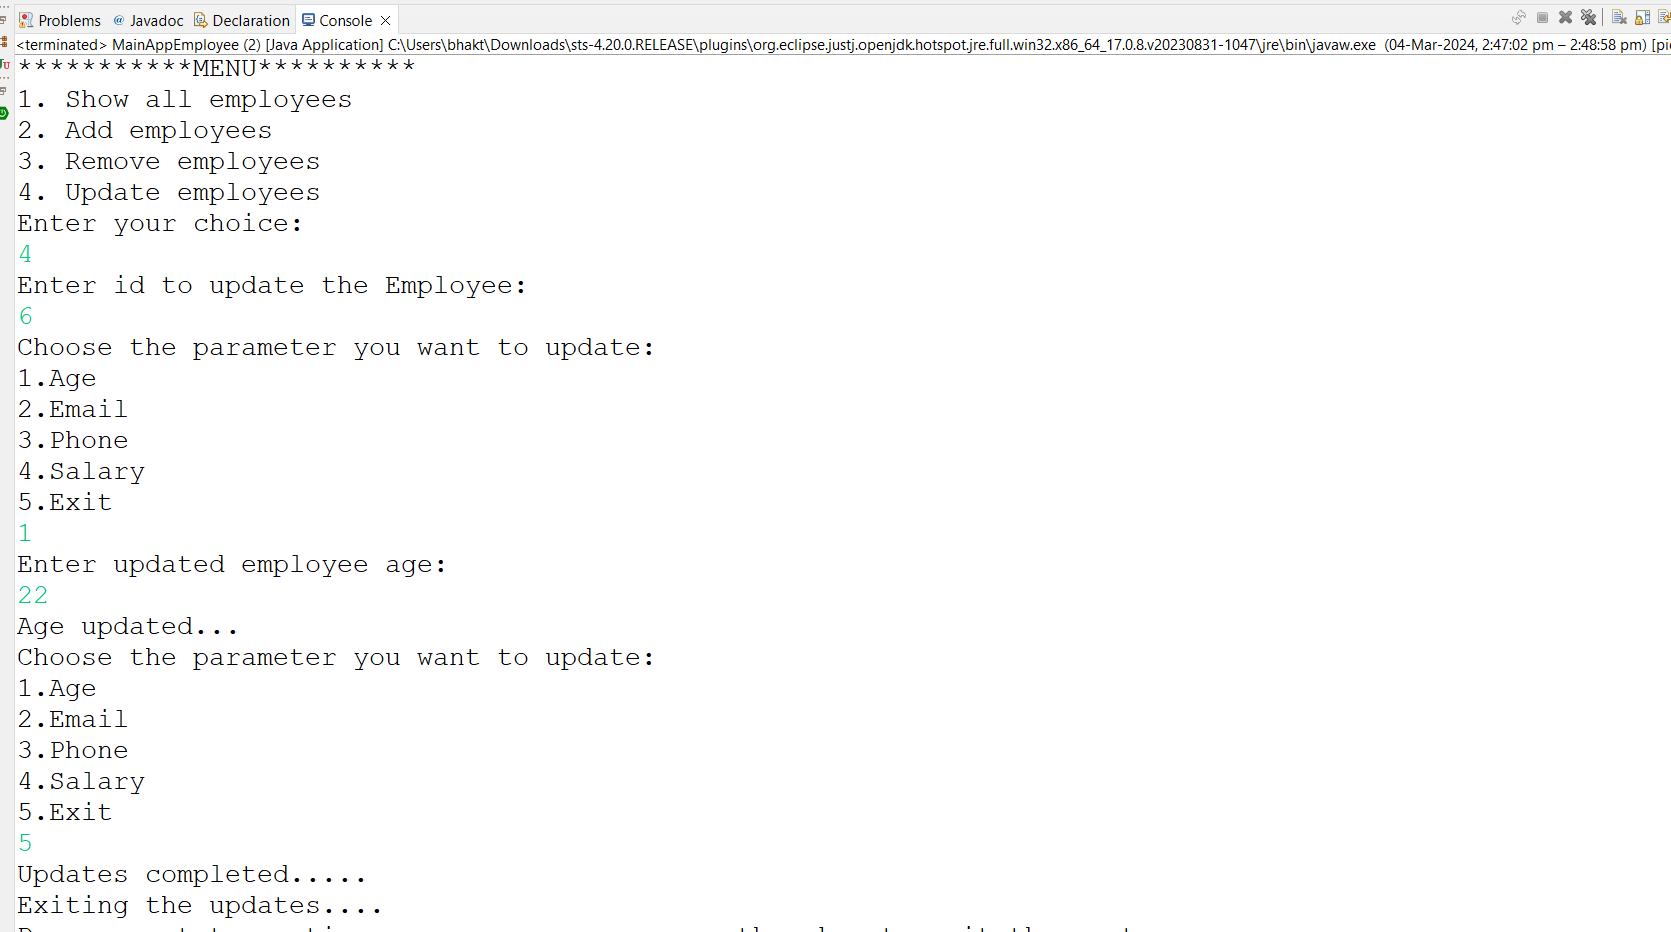 Problems @ Javadoc Declaration Console
<terminated> MainAppEmployee (2) [Java Application] C:\Users\bhakt\Downloads\sts-4.20.0.RELEASE\plugins\org.eclipse.justj.openjdk.hotspot.jre.full.win32.x86_64_17.0.8.v20230831-1047\jre\bin\javaw.exe (04-Mar-2024, 2:47:02 pm – 2:48:58 pm) [pi
***********MENU**********
1. Show all employees
2. Add employees
3. Remove employees
4. Update employees
Enter your choice:
4
Enter id to update the Employee:
6
Choose the parameter you want to update:
1.Age
2.Email
3.Phone
4.Salary
5.Exit
1
Enter updated employee age:
22
Age updated...
Choose the parameter you want to update:
1.Age
2.Email
3.Phone
4.Salary
5.Exit
5
Updates completed.....
Exiting the updates....